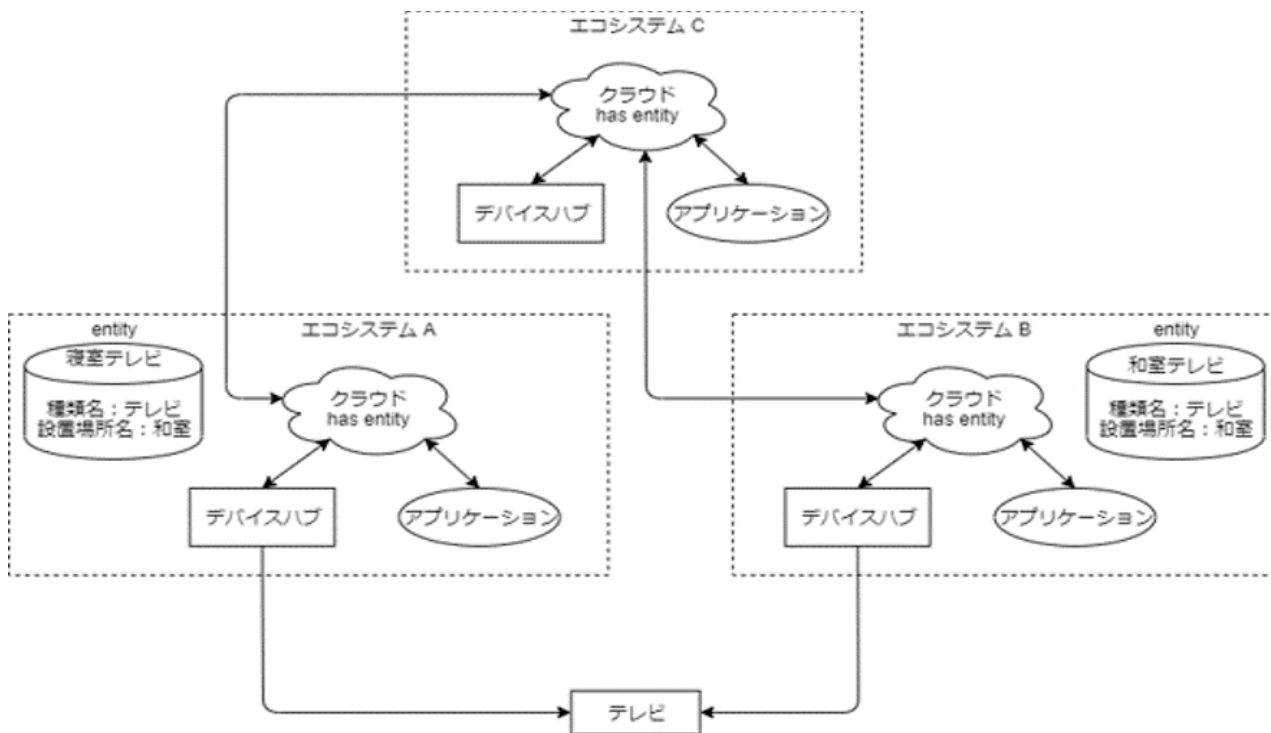 エコシステム C
クラウド
has entity
デバイスハブ
アプリケーション
entity
エコシステム A
寝室テレビ
種類名：テレビ
設置場所名：和室
クラウド
has entity
デバイスハブ
アプリケーション
エコシステム B
entity
和室テレビ
種類名：テレビ
設置場所名：和室
クラウド
has entity
デバイスハブ
アプリケーション
テレビ